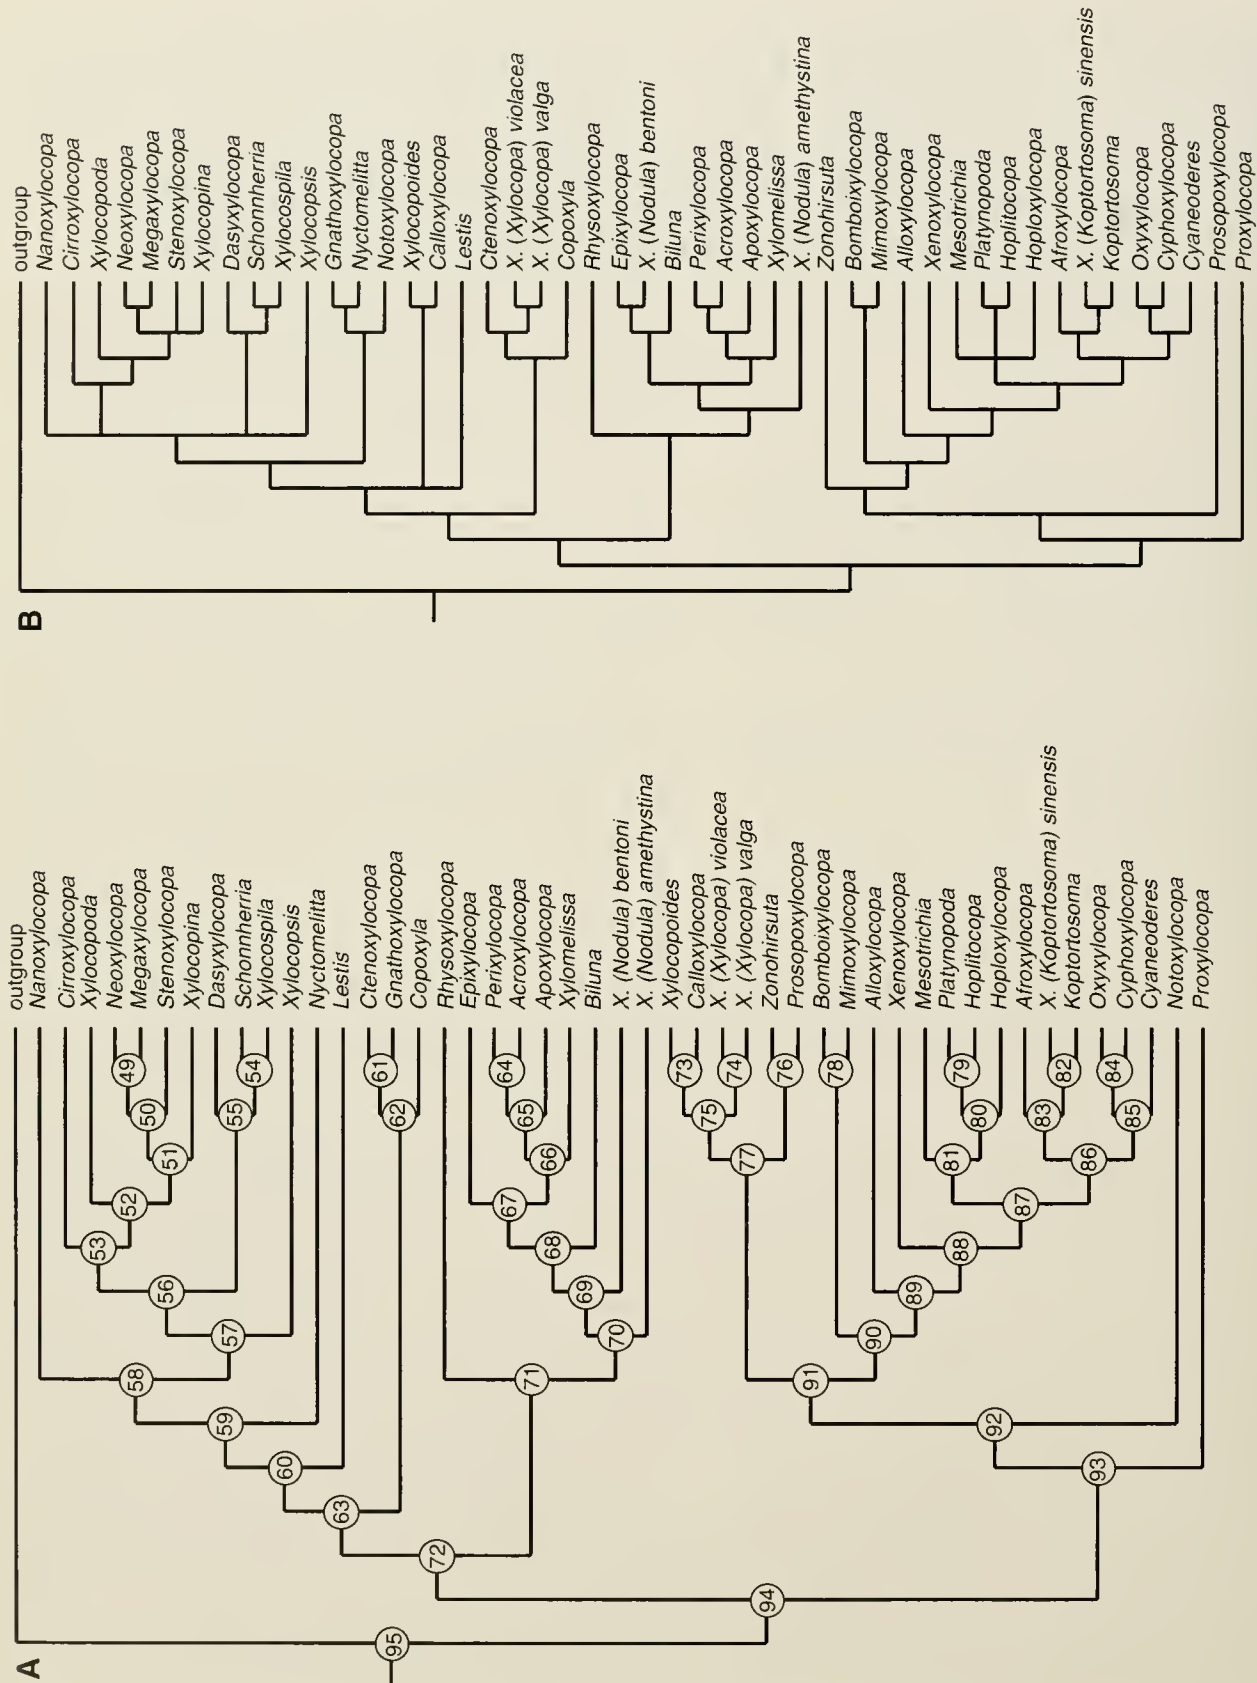 A
outgroup
Nanoxylocopa
Cirroxylocopa
Xylocopoda
Neoxylocopa
Megaxylocopa
Stenoxylocopa
Xylocopina
Dasyxylocopa
Schonnherria
Xylocospila
Xylocopsis
Nyctomelitta
Lestis
Ctenoxylocopa
Gnathoxylocopa
Copoxyla
Rhysoxylocopa
Epixylocopa
Perixylocopa
Acroxylocopa
Apoxylocopa
Xylomelissa
Biluna
X. (Nodula) bentoni
X. (Nodula) amethystina
Xylocopoides
Calloxylocopa
X. (Xylocopa) violacea
X. (Xylocopa) valga
Zonohirsuta
Prosopoxylocopa
Bomboixylocopa
Mimoxylocopa
Alloxylocopa
Xenoxylocopa
Mesotrichia
Platynopoda
Hoplitocopa
Hoploxylocopa
Afroxylocopa
X. (Koptortosoma) sinensis
Koptortosoma
Oxyxylocopa
Cyphoxylocopa
Cyaneoderes
Notoxylocopa
Proxylocopa
49
50
51
52
53
54
55
56
57
58
59
60
61
62
63
64
65
66
67
68
69
70
71
72
73
74
75
76
77
78
79
80
81
82
83
84
85
86
87
88
89
90
91
92
93
94
95
B
outgroup
Nanoxylocopa
Cirroxylocopa
Xylocopoda
Neoxylocopa
Megaxylocopa
Stenoxylocopa
Xylocopina
Dasyxylocopa
Schonnherria
Xylocospila
Xylocopsis
Gnathoxylocopa
Nyctomelitta
Notoxylocopa
Xylocopoides
Calloxylocopa
Lestis
Ctenoxylocopa
X. (Xylocopa) violacea
X. (Xylocopa) valga
Copoxyla
Rhysoxylocopa
Epixylocopa
X. (Nodula) bentoni
Biluna
Perixylocopa
Acroxylocopa
Apoxylocopa
Xylomelissa
X. (Nodula) amethystina
Zonohirsuta
Bomboixylocopa
Mimoxylocopa
Alloxylocopa
Xenoxylocopa
Mesotrichia
Platynopoda
Hoplitocopa
Hoploxylocopa
Afroxylocopa
X. (Koptortosoma) sinensis
Koptortosoma
Oxyxylocopa
Cyphoxylocopa
Cyaneoderes
Prosopoxylocopa
Proxylocopa